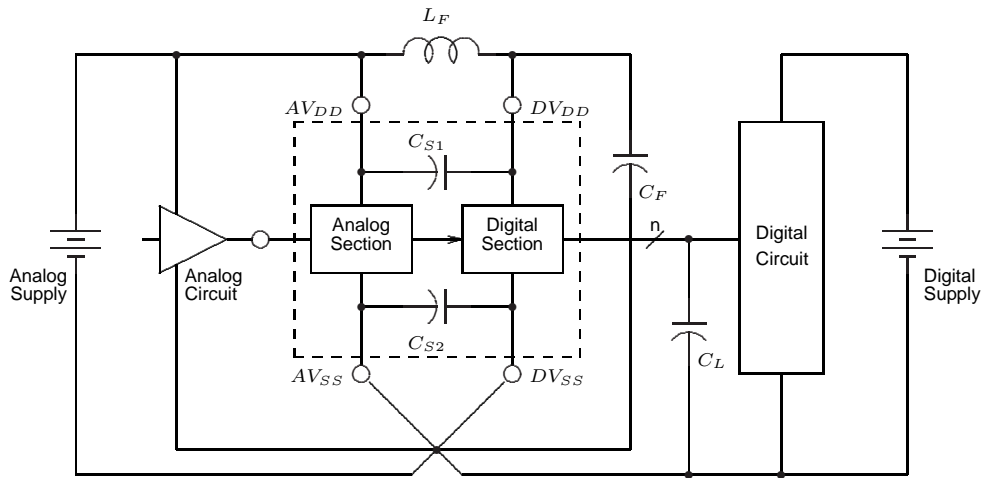 L_F
AV_DD
DV_DD
C_S1
C_F
Analog
Section
Digital
Section
n
Digital
Circuit
Analog
Supply
Analog
Circuit
Digital
Supply
C_S2
C_L
AV_SS
DV_SS